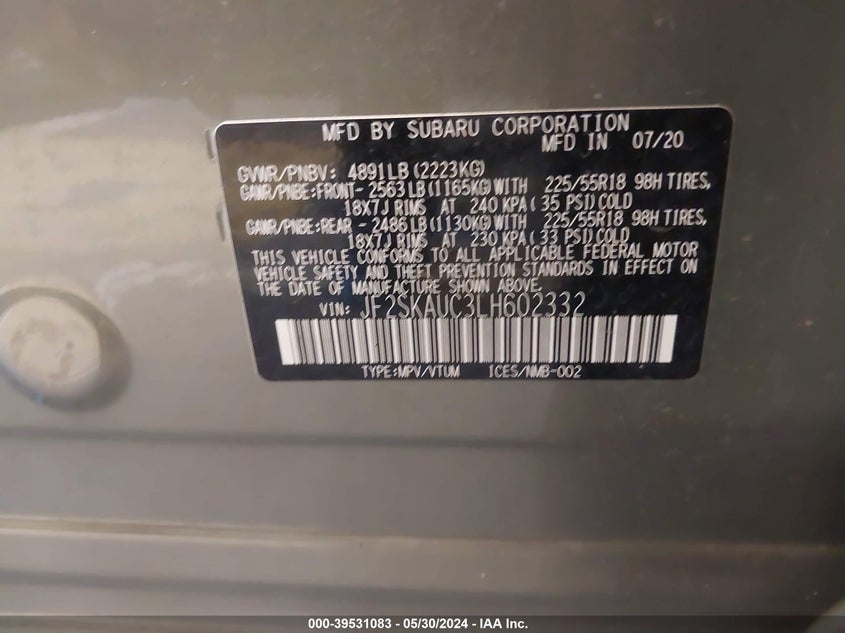 MFD BY SUBARU CORPORATION
MFD IN 07/20
GVWR/PNBV: 4891LB (2223KG)
GAWR/PNBE:FRONT- 2563LB (1165KG) WITH 225/55R18 98H TIRES,
18X7J RIMS AT 240 KPA ( 35 PSI) COLD
GAWR/PNBE:REAR - 2486LB (1130KG) WITH 225/55R18 98H TIRES,
18X7J RIMS AT 230 KPA ( 33 PSI) COLD
THIS VEHICLE CONFORMS TO ALL APPLICABLE FEDERAL MOTOR
VEHICLE SAFETY AND THEFT PREVENTION STANDARDS IN EFFECT ON
THE DATE OF MANUFACTURE SHOWN ABOVE.
VIN: JF2SKAUC3LH602332
TYPE:MPV/VTUM ICES/NMB-002
000-39531083 - 05/30/2024 - IAA Inc.